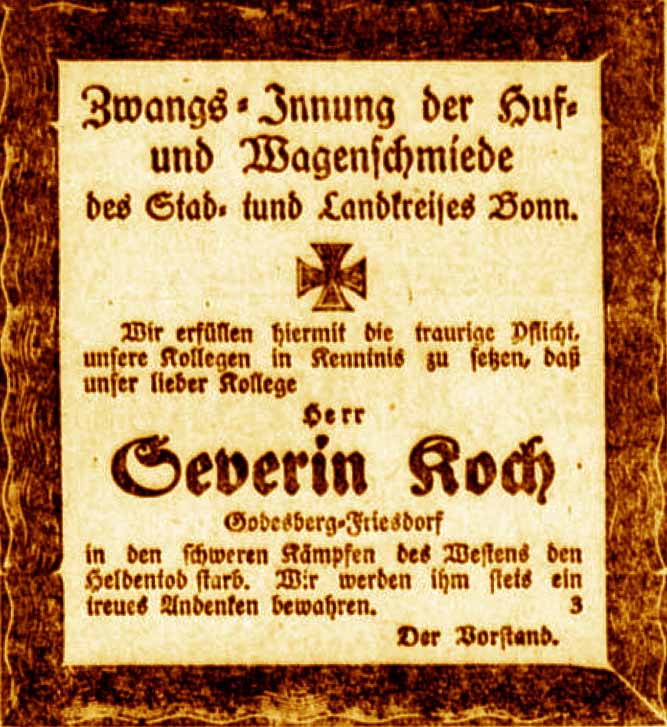 Zwangs-Innung der Huf-
und Wagenschmiede
des Stad- tund Landkreises Bonn.
Wir erfüllen hiermit die traurige Pflicht,
unsere Kollegen in Kenntnis zu setzen, daß
unser lieber Kollege
Herr
Severin Koch
Godesberg-Friesdorf
in den schweren Kämpfen des Westens den
Heldentod starb. Wir werden ihm stets ein
treues Andenken bewahren. 3
Der Vorstand.